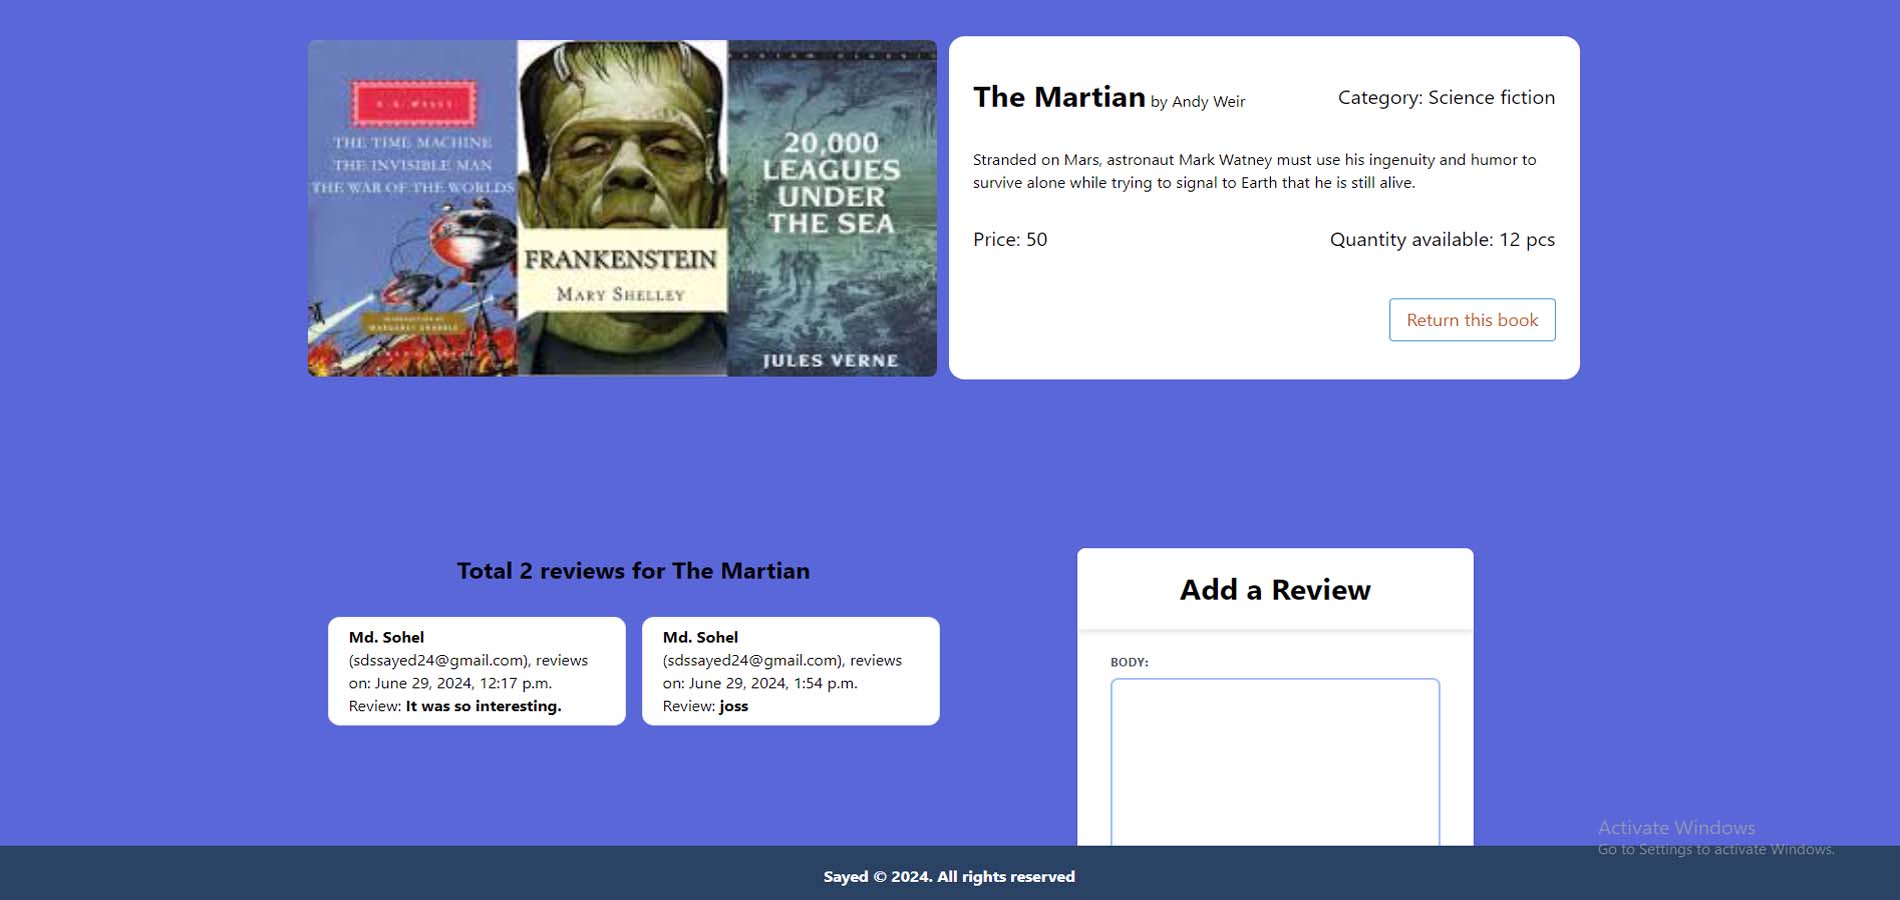 H. G. WELLS
THE TIME MACHINE
THE INVISIBLE MAN
THE WAR OF THE WORLDS
INTRODUCTION BY
MARGARET DRABBLE
FRANKENSTEIN
MARY SHELLEY
20,000
LEAGUES
UNDER
THE SEA
JULES VERNE
The Martian by Andy Weir
Category: Science fiction
Stranded on Mars, astronaut Mark Watney must use his ingenuity and humor to
survive alone while trying to signal to Earth that he is still alive.
Price: 50
Quantity available: 12 pcs
Return this book
Total 2 reviews for The Martian
Md. Sohel
(sdssayed24@gmail.com), reviews
on: June 29, 2024, 12:17 p.m.
Review: It was so interesting.
Md. Sohel
(sdssayed24@gmail.com), reviews
on: June 29, 2024, 1:54 p.m.
Review: joss
Add a Review
BODY:
Activate Windows
Go to Settings to activate Windows.
Sayed © 2024. All rights reserved